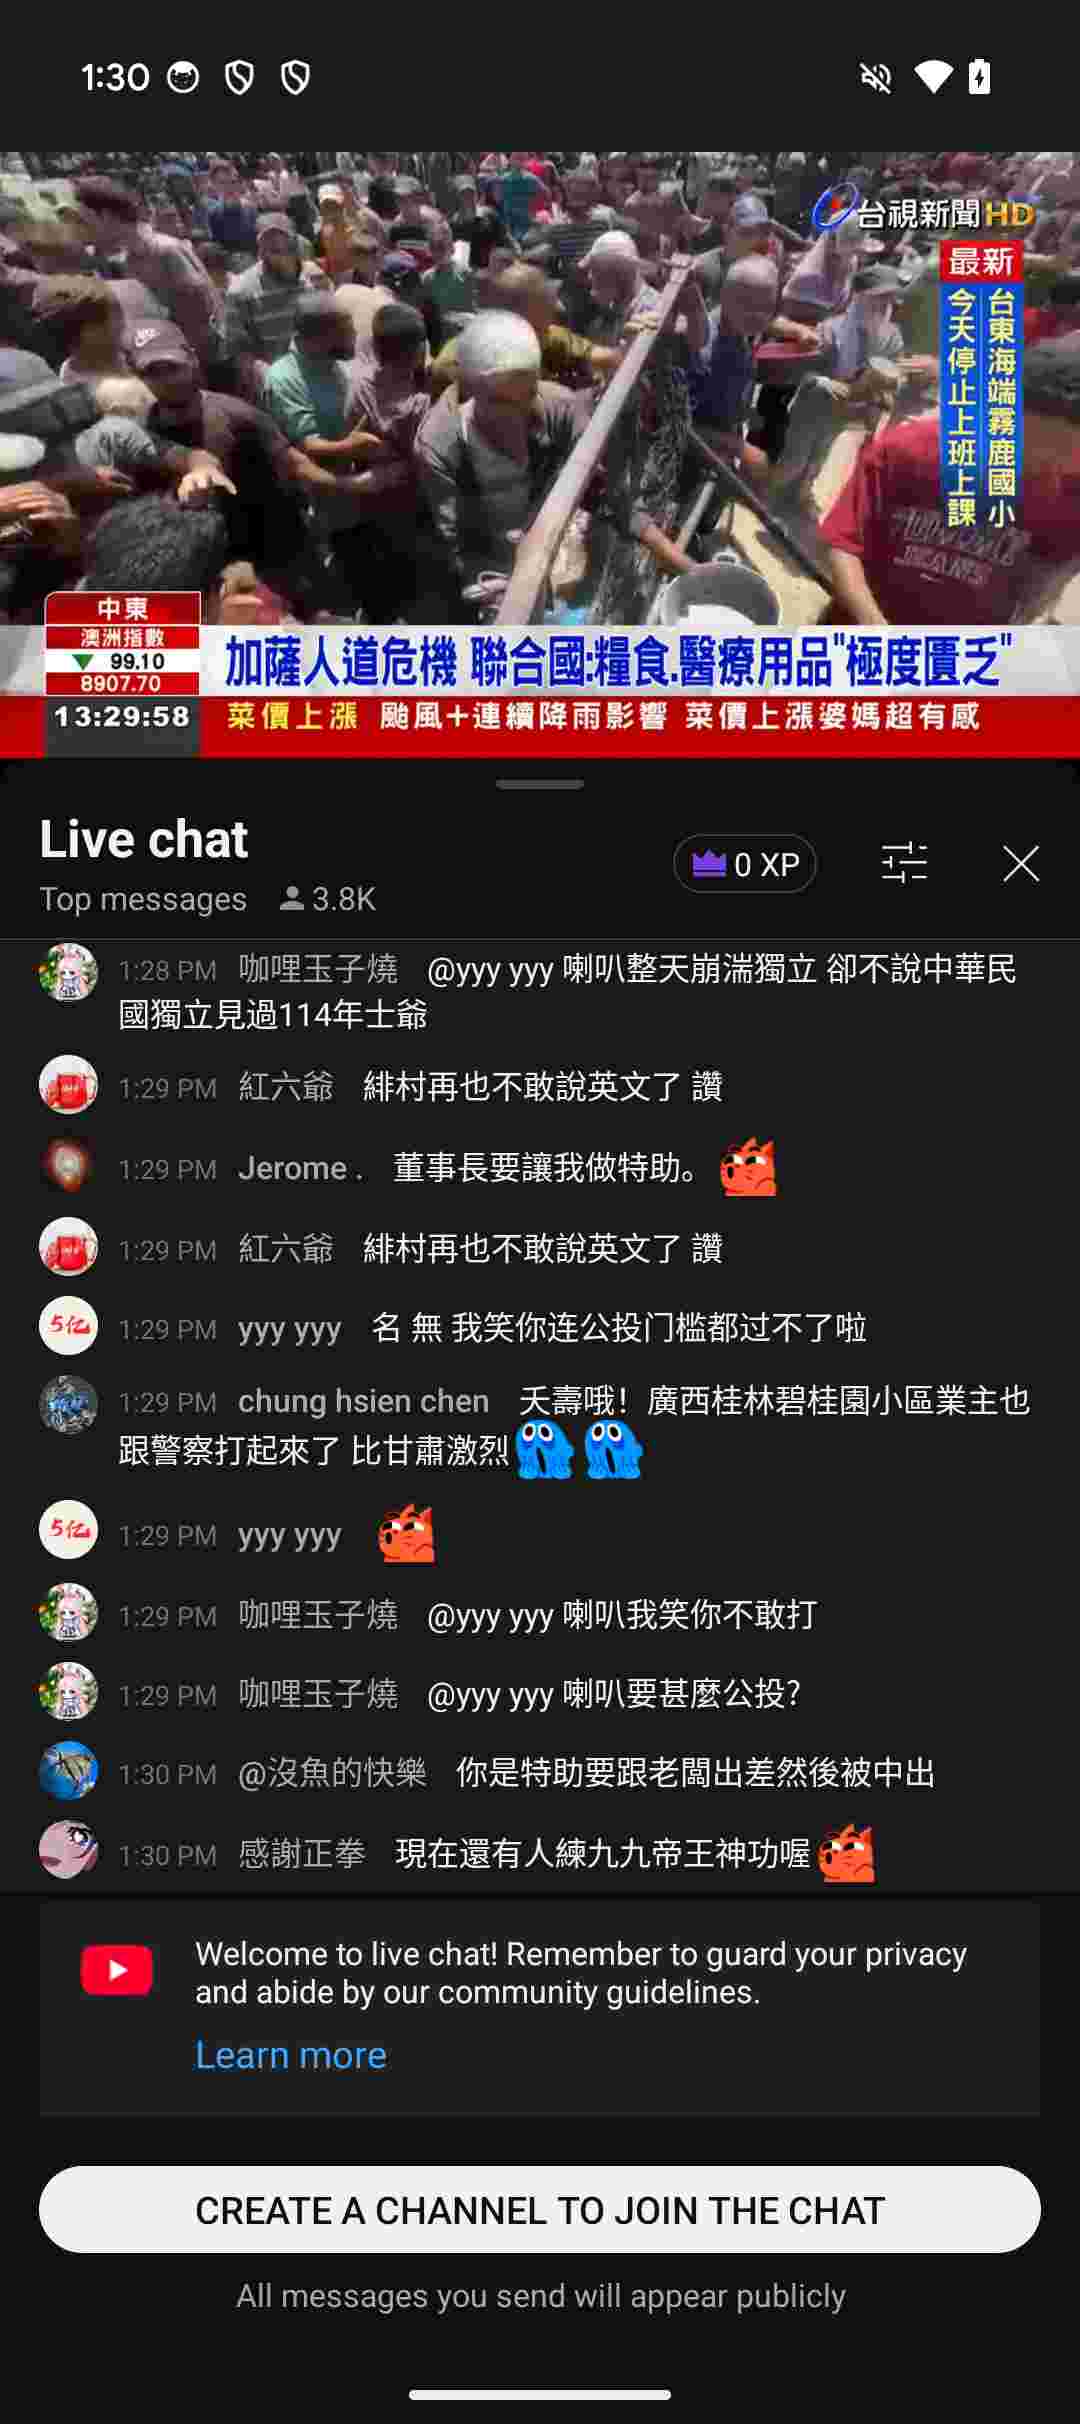 1:30
台視新聞HD
最新
台東海端霧鹿國小
今天停止上班上課
中東
澳洲指數
99.10
8907.70
加薩人道危機 聯合國:糧食.醫療用品"極度匱乏"
13:29:58
菜價上漲 颱風+連續降雨影響 菜價上漲婆媽超有感
Live chat
0 XP
Top messages 3.8K
1:28 PM 咖哩玉子燒 @yyy yyy 喇叭整天崩湍獨立 卻不說中華民
國獨立見過114年士爺
1:29 PM 紅六爺 緋村再也不敢說英文了 讚
1:29 PM Jerome . 董事長要讓我做特助。
1:29 PM 紅六爺 緋村再也不敢說英文了 讚
5亿
1:29 PM yyy yyy 名 無 我笑你连公投门槛都过不了啦
1:29 PM chung hsien chen 夭壽哦！廣西桂林碧桂園小區業主也
跟警察打起來了 比甘肅激烈
5亿
1:29 PM yyy yyy
1:29 PM 咖哩玉子燒 @yyy yyy 喇叭我笑你不敢打
1:29 PM 咖哩玉子燒 @yyy yyy 喇叭要甚麼公投?
1:30 PM @沒魚的快樂 你是特助要跟老闆出差然後被中出
1:30 PM 感謝正拳 現在還有人練九九帝王神功喔
Welcome to live chat! Remember to guard your privacy
and abide by our community guidelines.
Learn more
CREATE A CHANNEL TO JOIN THE CHAT
All messages you send will appear publicly